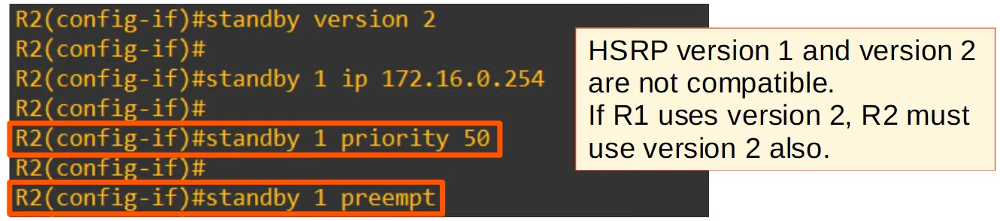 R2(config-if)#standby version 2
R2(config-if)#
R2(config-if)#standby 1 ip 172.16.0.254
R2(config-if)#
R2(config-if)#standby 1 priority 50
R2(config-if)#
R2(config-if)#standby 1 preempt
HSRP version 1 and version 2
are not compatible.
If R1 uses version 2, R2 must
use version 2 also.